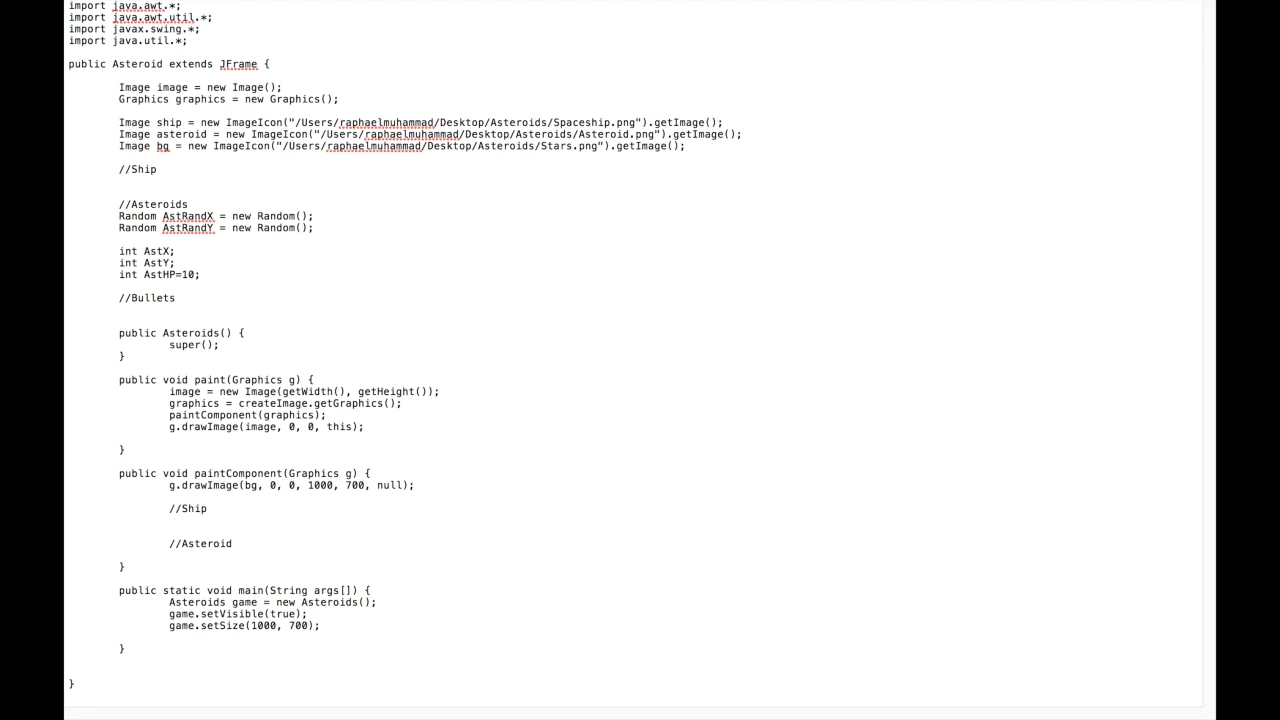 import java.awt.*;
import java.awt.util.*;
import javax.swing.*;
import java.util.*;
public Asteroid extends JFrame {
Image image = new Image();
Graphics graphics = new Graphics();
Image ship = new ImageIcon("/Users/raphaelmuhammad/Desktop/Asteroids/Spaceship.png").getImage();
Image asteroid = new ImageIcon("/Users/raphaelmuhammad/Desktop/Asteroids/Asteroid.png").getImage();
Image bg = new ImageIcon("/Users/raphaelmuhammad/Desktop/Asteroids/Stars.png").getImage();
//Ship
//Asteroids
Random AstRandX = new Random();
Random AstRandY = new Random();
int AstX;
int AstY;
int AstHP=10;
//Bullets
public Asteroids() {
super();
}
public void paint(Graphics g) {
image = new Image(getWidth(), getHeight());
graphics = createImage.getGraphics();
paintComponent(graphics);
g.drawImage(image, 0, 0, this);
}
public void paintComponent(Graphics g) {
g.drawImage(bg, 0, 0, 1000, 700, null);
//Ship
//Asteroid
}
public static void main(String args[]) {
Asteroids game = new Asteroids();
game.setVisible(true);
game.setSize(1000, 700);
}
}